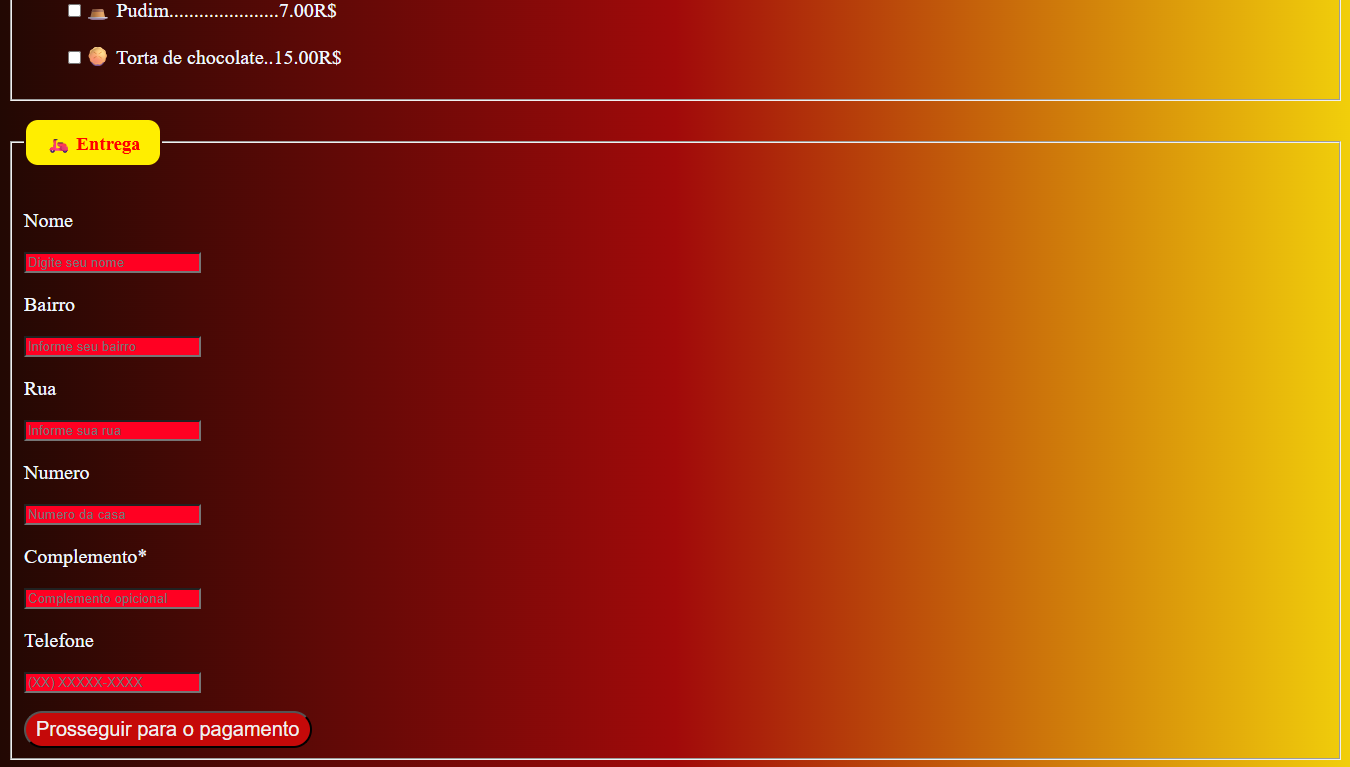 Pudim......................7.00R$
Torta de chocolate..15.00R$
Entrega
Nome
Digite seu nome
Bairro
Informe seu bairro
Rua
Informe sua rua
Numero
Numero da casa
Complemento*
Complemento opicional
Telefone
(XX) XXXXX-XXXX
Prosseguir para o pagamento